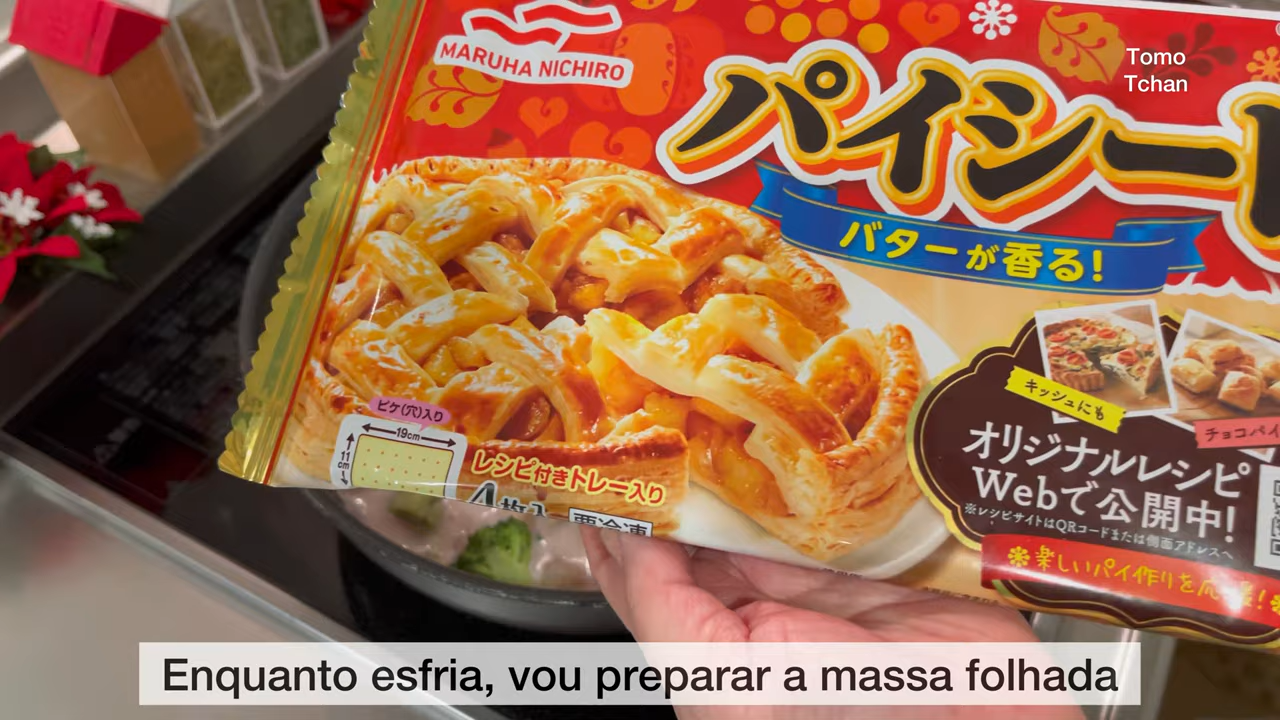 MARUHA NICHIRO
Tomo
Tchan
パイシー
バターが香る!
ピケ(穴)入り
19cm
11cm
レシピ付きトレー入り
4枚入
要冷凍
キッシュにも
チョコパイ
オリジナルレシピ
Webで公開中!
※レシピサイトはQRコードまたは側面アドレスへ
楽しいパイ作りを応援!
Enquanto esfria, vou preparar a massa folhada